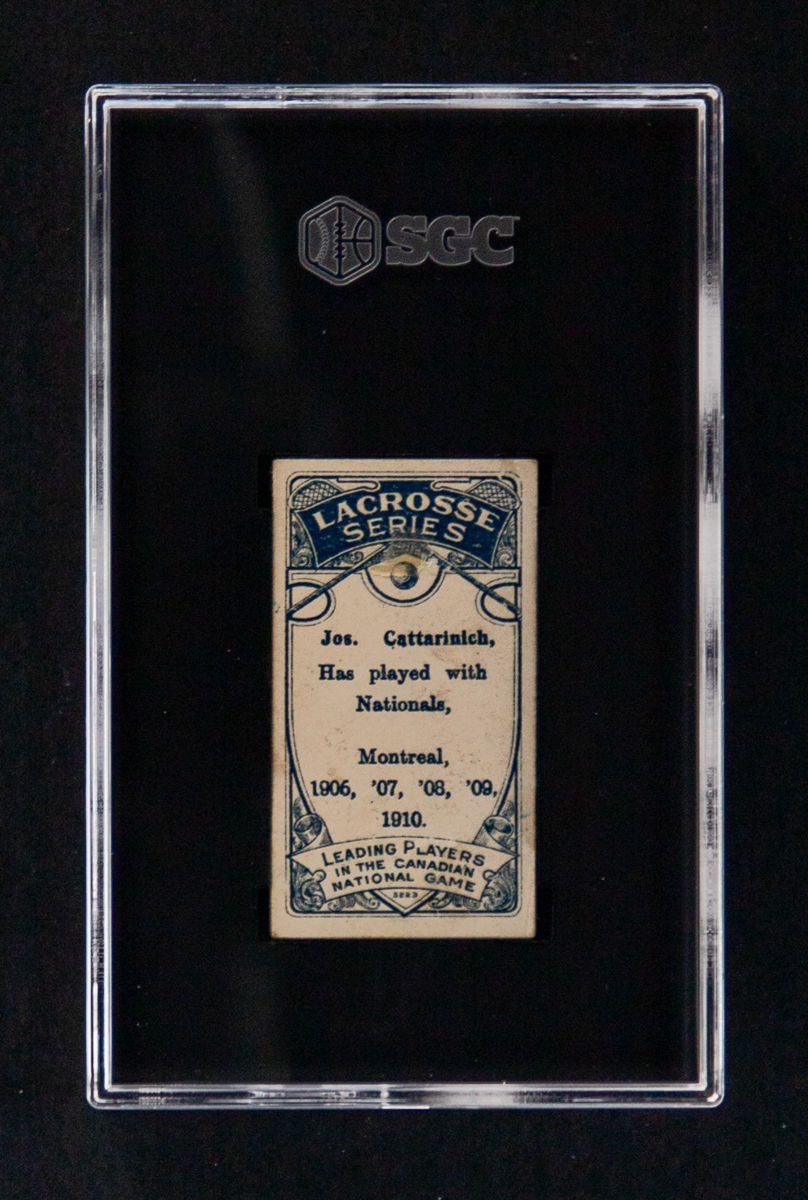 SGC
LACROSSE
SERIES
Jos. Cattarinich,
Has played with
Nationals,
Montreal,
1906, '07, '08, '09,
1910.
LEADING PLAYERS
IN THE CANADIAN
NATIONAL GAME
5223